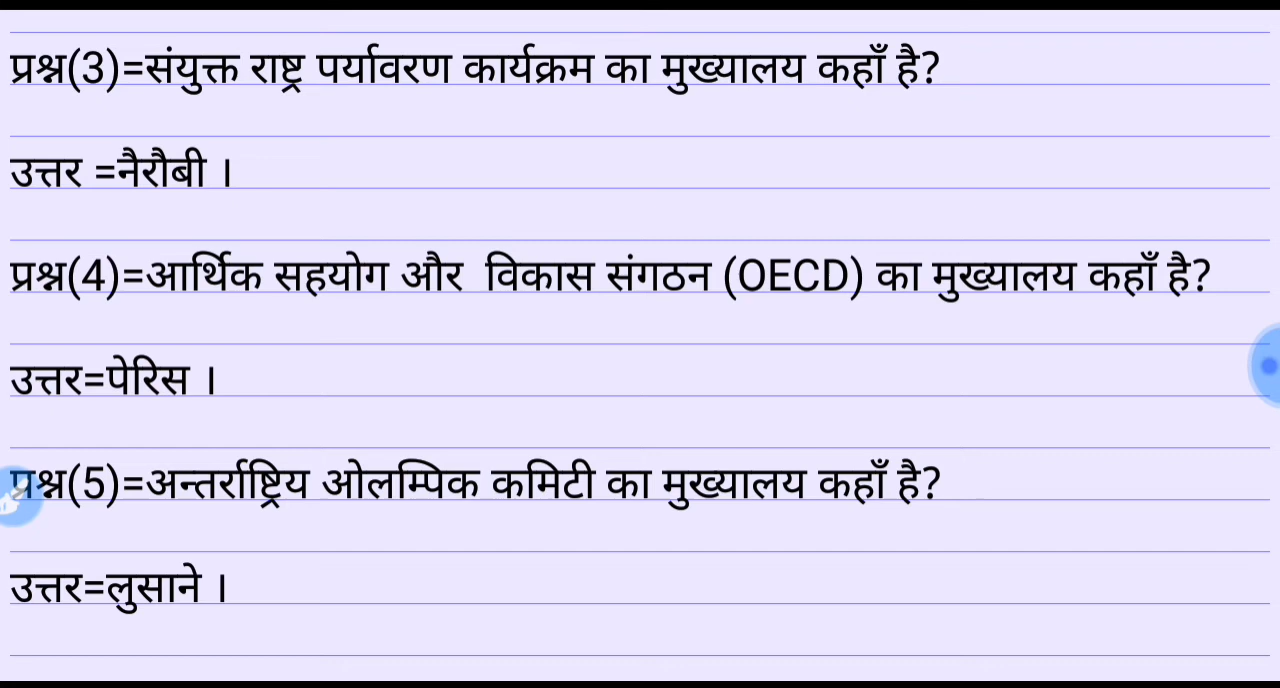 प्रश्न(3)=संयुक्त राष्ट्र पर्यावरण कार्यक्रम का मुख्यालय कहाँ है?
उत्तर =नैरौबी ।
प्रश्न(4)=आर्थिक सहयोग और  विकास संगठन (OECD) का मुख्यालय कहाँ है?
उत्तर=पेरिस ।
प्रश्न(5)=अन्तर्राष्ट्रिय ओलम्पिक कमिटी का मुख्यालय कहाँ है?
उत्तर=लुसाने ।